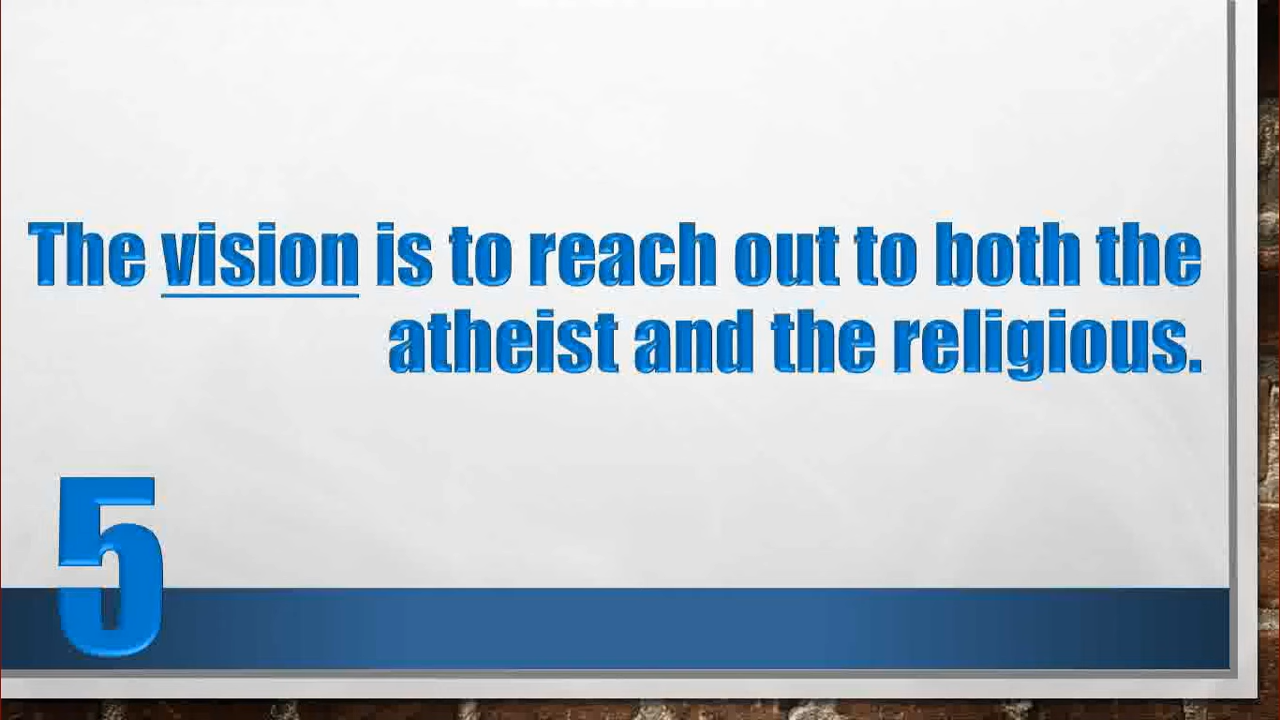 The vision is to reach out to both the
atheist and the religious.
5